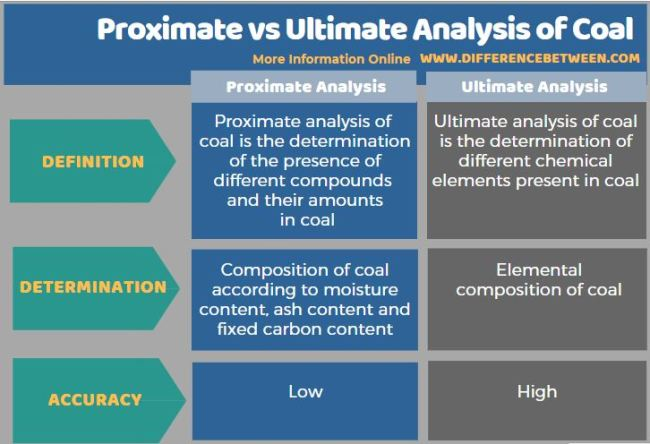 Proximate vs Ultimate Analysis of Coal
More Information Online WWW.DIFFERENCEBETWEEN.COM
Proximate Analysis
Ultimate Analysis
DEFINITION
Proximate analysis of
coal is the determination
of the presence of
different compounds
and their amounts
in coal
Ultimate analysis of coal
is the determination of
different chemical
elements present in coal
DETERMINATION
Composition of coal
according to moisture
content, ash content and
fixed carbon content
Elemental
composition of coal
ACCURACY
Low
High